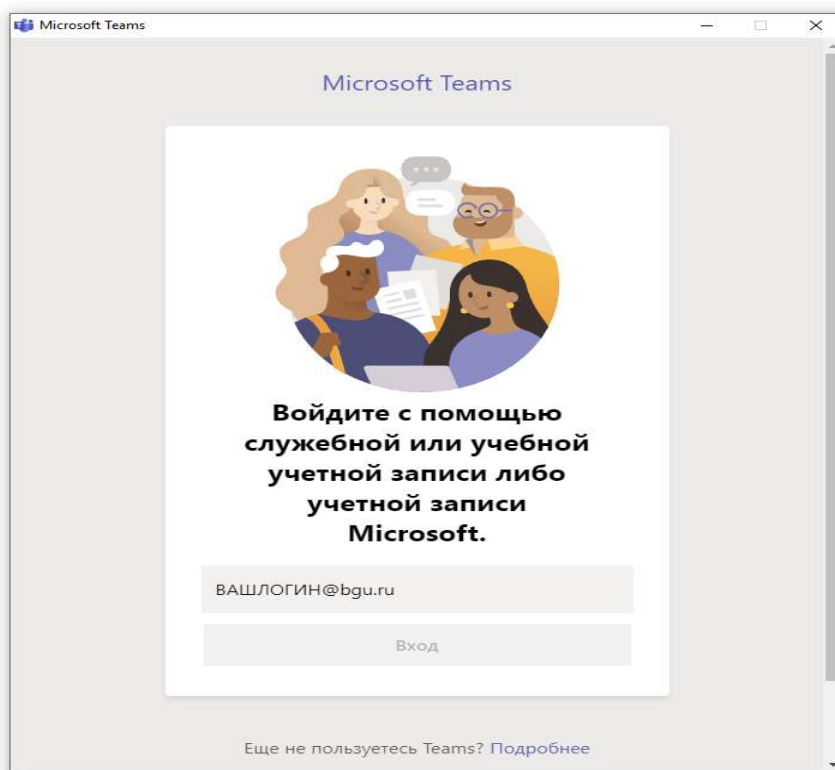 Microsoft Teams
Microsoft Teams
Войдите с помощью
служебной или учебной
учетной записи либо
учетной записи
Microsoft.
ВАШЛОГИН@bgu.ru
Вход
Еще не пользуетесь Teams? Подробнее